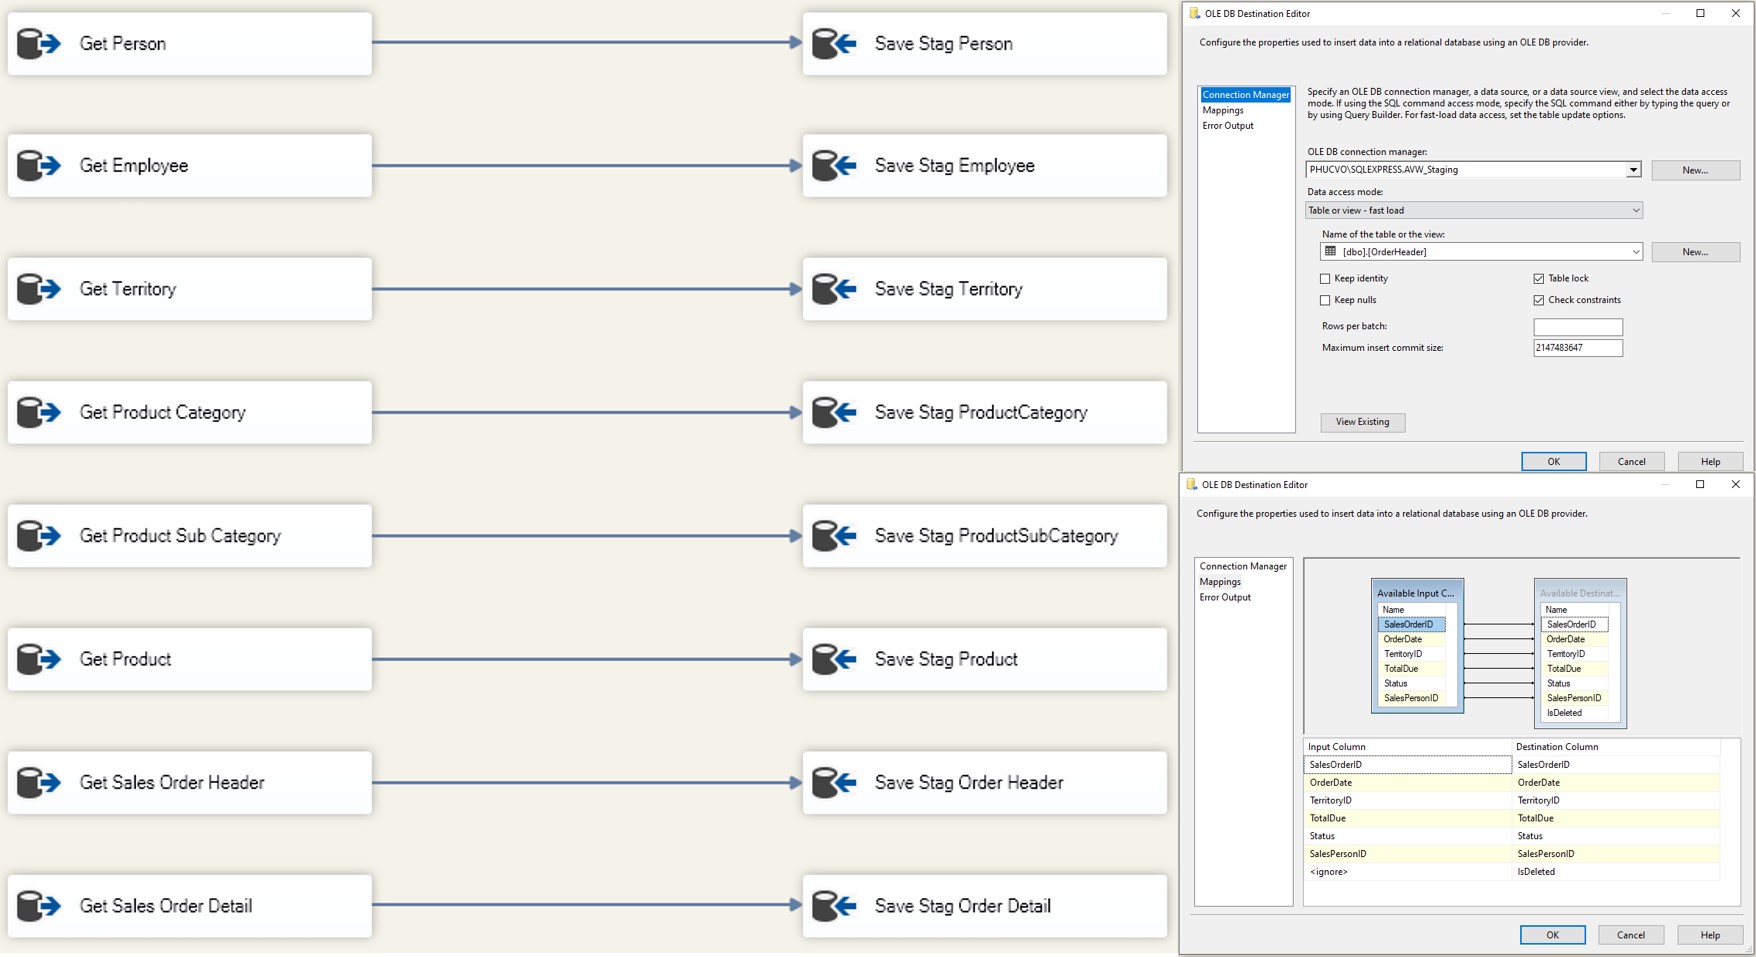 Get Person
Save Stag Person
Get Employee
Save Stag Employee
Get Territory
Save Stag Territory
Get Product Category
Save Stag ProductCategory
Get Product Sub Category
Save Stag ProductSubCategory
Get Product
Save Stag Product
Get Sales Order Header
Save Stag Order Header
Get Sales Order Detail
Save Stag Order Detail
OLE DB Destination Editor
Configure the properties used to insert data into a relational database using an OLE DB provider.
Connection Manager
Mappings
Error Output
Specify an OLE DB connection manager, a data source, or a data source view, and select the data access
mode. If using the SQL command access mode, specify the SQL command either by typing the query or
by using Query Builder. For fast-load data access, set the table update options.
OLE DB connection manager:
PHUCVO\SQLEXPRESS.AVW_Staging
New...
Data access mode:
Table or view - fast load
Name of the table or the view:
[dbo].[OrderHeader]
New...
Keep identity
Table lock
Keep nulls
Check constraints
Rows per batch:
Maximum insert commit size:
2147483647
View Existing
OK
Cancel
Help
OLE DB Destination Editor
Configure the properties used to insert data into a relational database using an OLE DB provider.
Connection Manager
Mappings
Error Output
Available Input C...
Name
SalesOrderID
OrderDate
TerritoryID
TotalDue
Status
SalesPersonID
Available Destinat...
Name
SalesOrderID
OrderDate
TerritoryID
TotalDue
Status
SalesPersonID
IsDeleted
Input Column Destination Column
SalesOrderID SalesOrderID
OrderDate OrderDate
TerritoryID TerritoryID
TotalDue TotalDue
Status Status
SalesPersonID SalesPersonID
<ignore> IsDeleted
OK
Cancel
Help